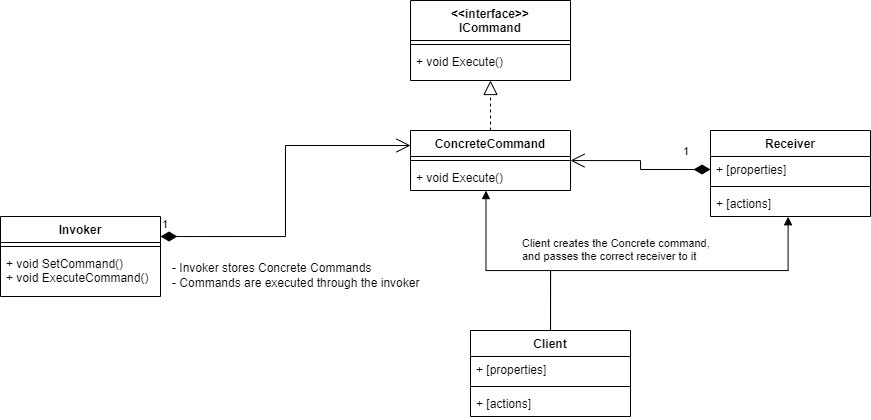 <<interface>>
ICommand
+ void Execute()
ConcreteCommand
+ void Execute()
1
Receiver
+ [properties]
+ [actions]
1
Invoker
+ void SetCommand()
+ void ExecuteCommand()
- Invoker stores Concrete Commands
- Commands are executed through the invoker
Client creates the Concrete command,
and passes the correct receiver to it
Client
+ [properties]
+ [actions]